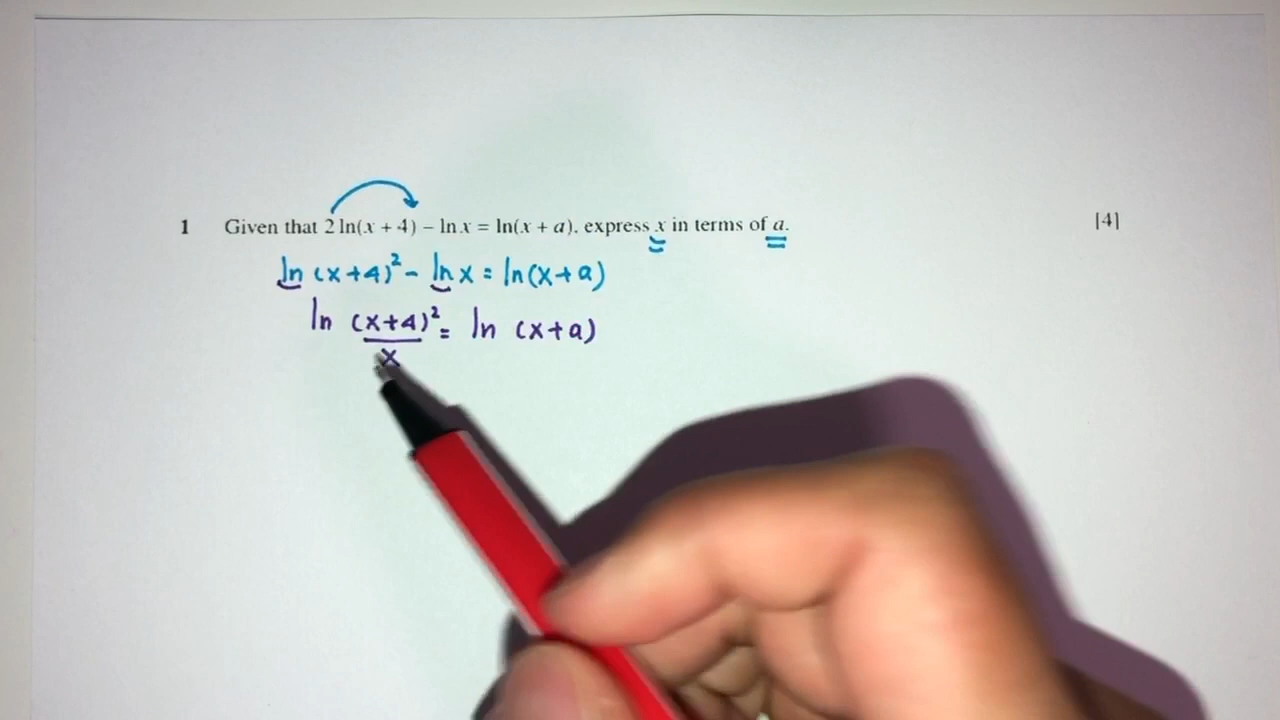 1 Given that 2 ln(x + 4) − ln x = ln(x + a), express x in terms of a. [4]
ln (x+4)² - ln x = ln(x+a)
ln (x+4)² = ln (x+a)
x